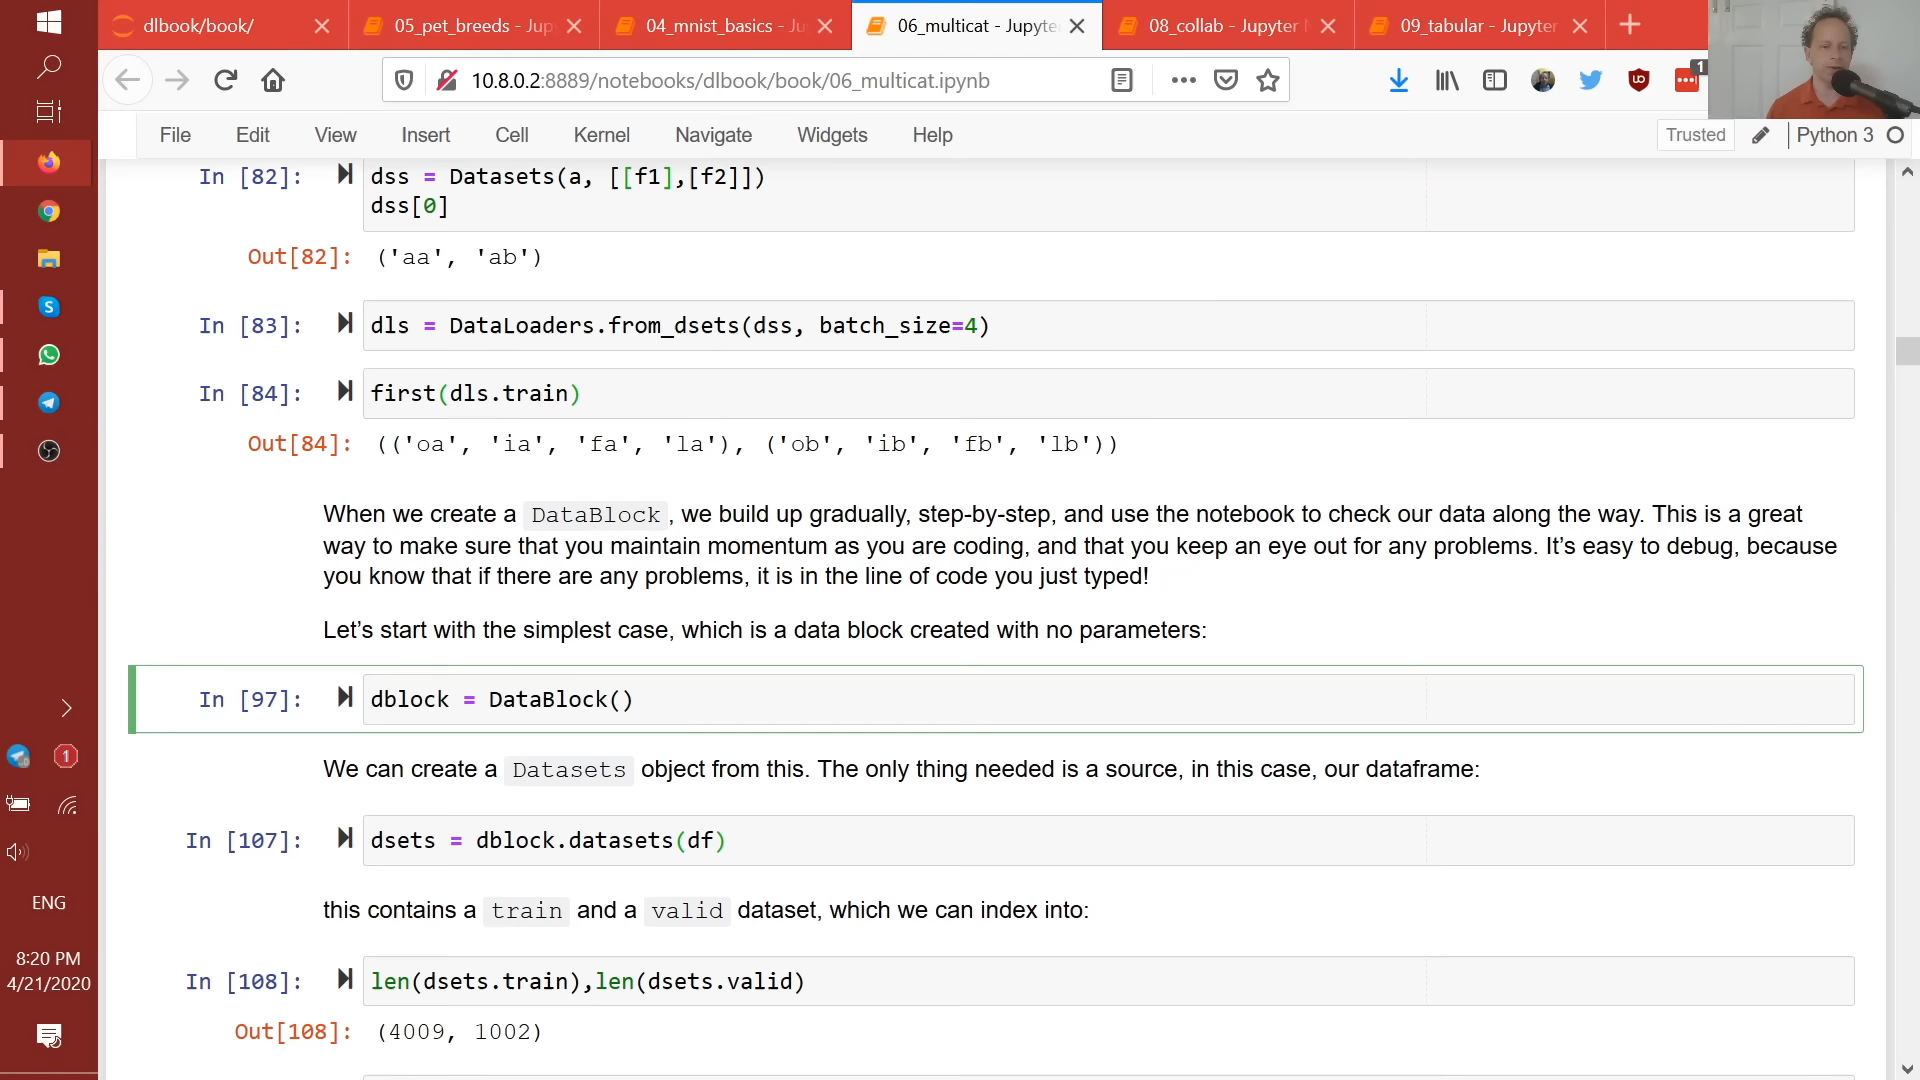 dlbook/book/
05_pet_breeds - Jup
04_mnist_basics - Ju
06_multicat - Jupyte
08_collab - Jupyter
09_tabular - Jupyter
10.8.0.2:8889/notebooks/dlbook/book/06_multicat.ipynb
1
File Edit View Insert Cell Kernel Navigate Widgets Help
Trusted
Python 3
In [82]: dss = Datasets(a, [[f1],[f2]])
dss[0]
Out[82]: ('aa', 'ab')
In [83]: dls = DataLoaders.from_dsets(dss, batch_size=4)
In [84]: first(dls.train)
Out[84]: (('oa', 'ia', 'fa', 'la'), ('ob', 'ib', 'fb', 'lb'))
When we create a DataBlock , we build up gradually, step-by-step, and use the notebook to check our data along the way. This is a great
way to make sure that you maintain momentum as you are coding, and that you keep an eye out for any problems. It's easy to debug, because
you know that if there are any problems, it is in the line of code you just typed!
Let's start with the simplest case, which is a data block created with no parameters:
In [97]: dblock = DataBlock()
We can create a Datasets object from this. The only thing needed is a source, in this case, our dataframe:
In [107]: dsets = dblock.datasets(df)
this contains a train and a valid dataset, which we can index into:
In [108]: len(dsets.train),len(dsets.valid)
Out[108]: (4009, 1002)
S
1
ENG
8:20 PM
4/21/2020